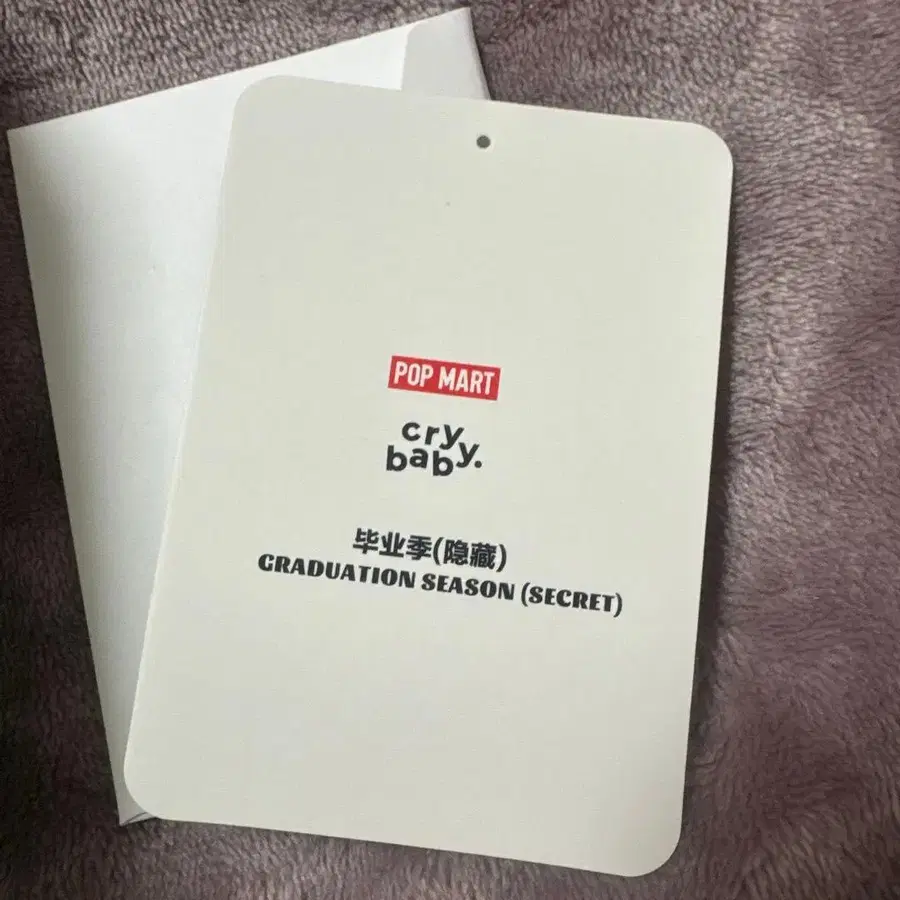 POP MART
cry
baby.
毕业季(隐藏)
GRADUATION SEASON (SECRET)